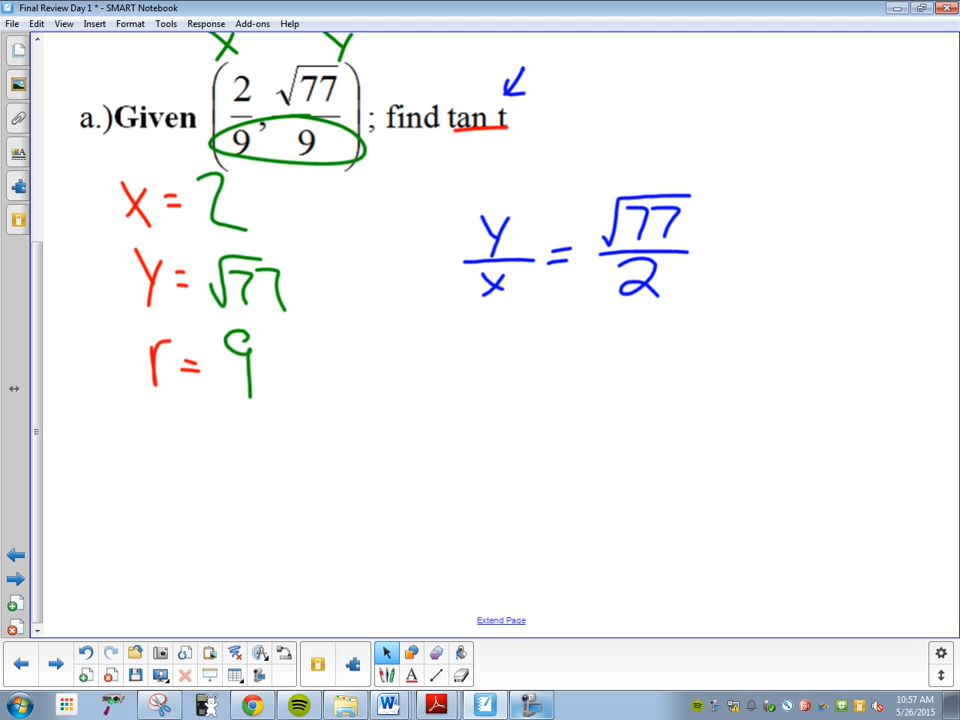 Final Review Day 1 * - SMART Notebook
File Edit View Insert Format Tools Response Add-ons Help
X Y
a.) Given (2/9, √77/9) ; find tan t
X = 2
Y = √77
r = 9
y/x = √77/2
Extend Page
10:57 AM
5/26/2015